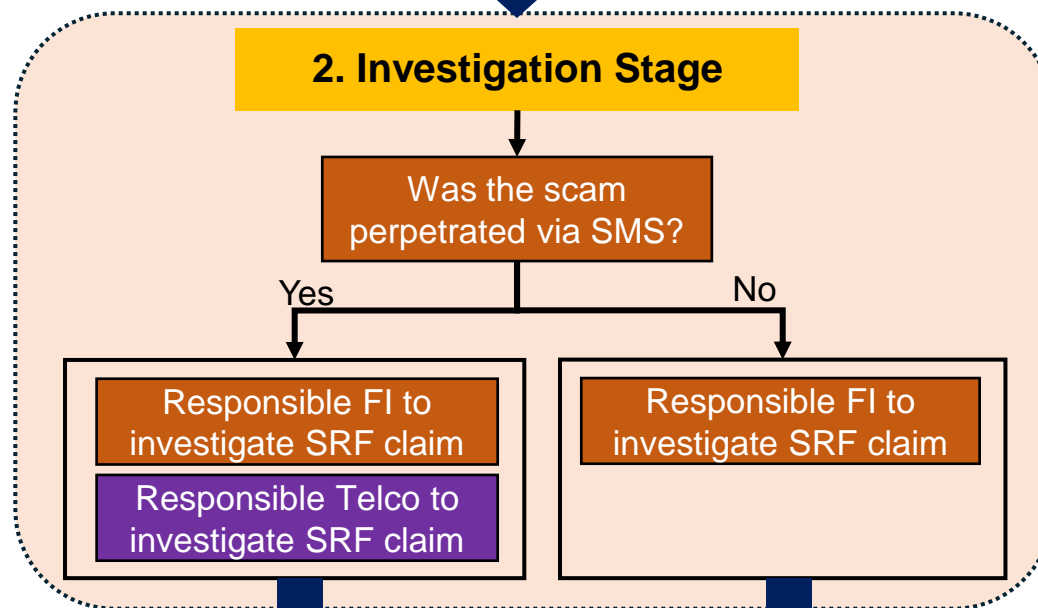 2. Investigation Stage
Was the scam
perpetrated via SMS?
Yes
No
Responsible FI to
investigate SRF claim
Responsible Telco to
investigate SRF claim
Responsible FI to
investigate SRF claim